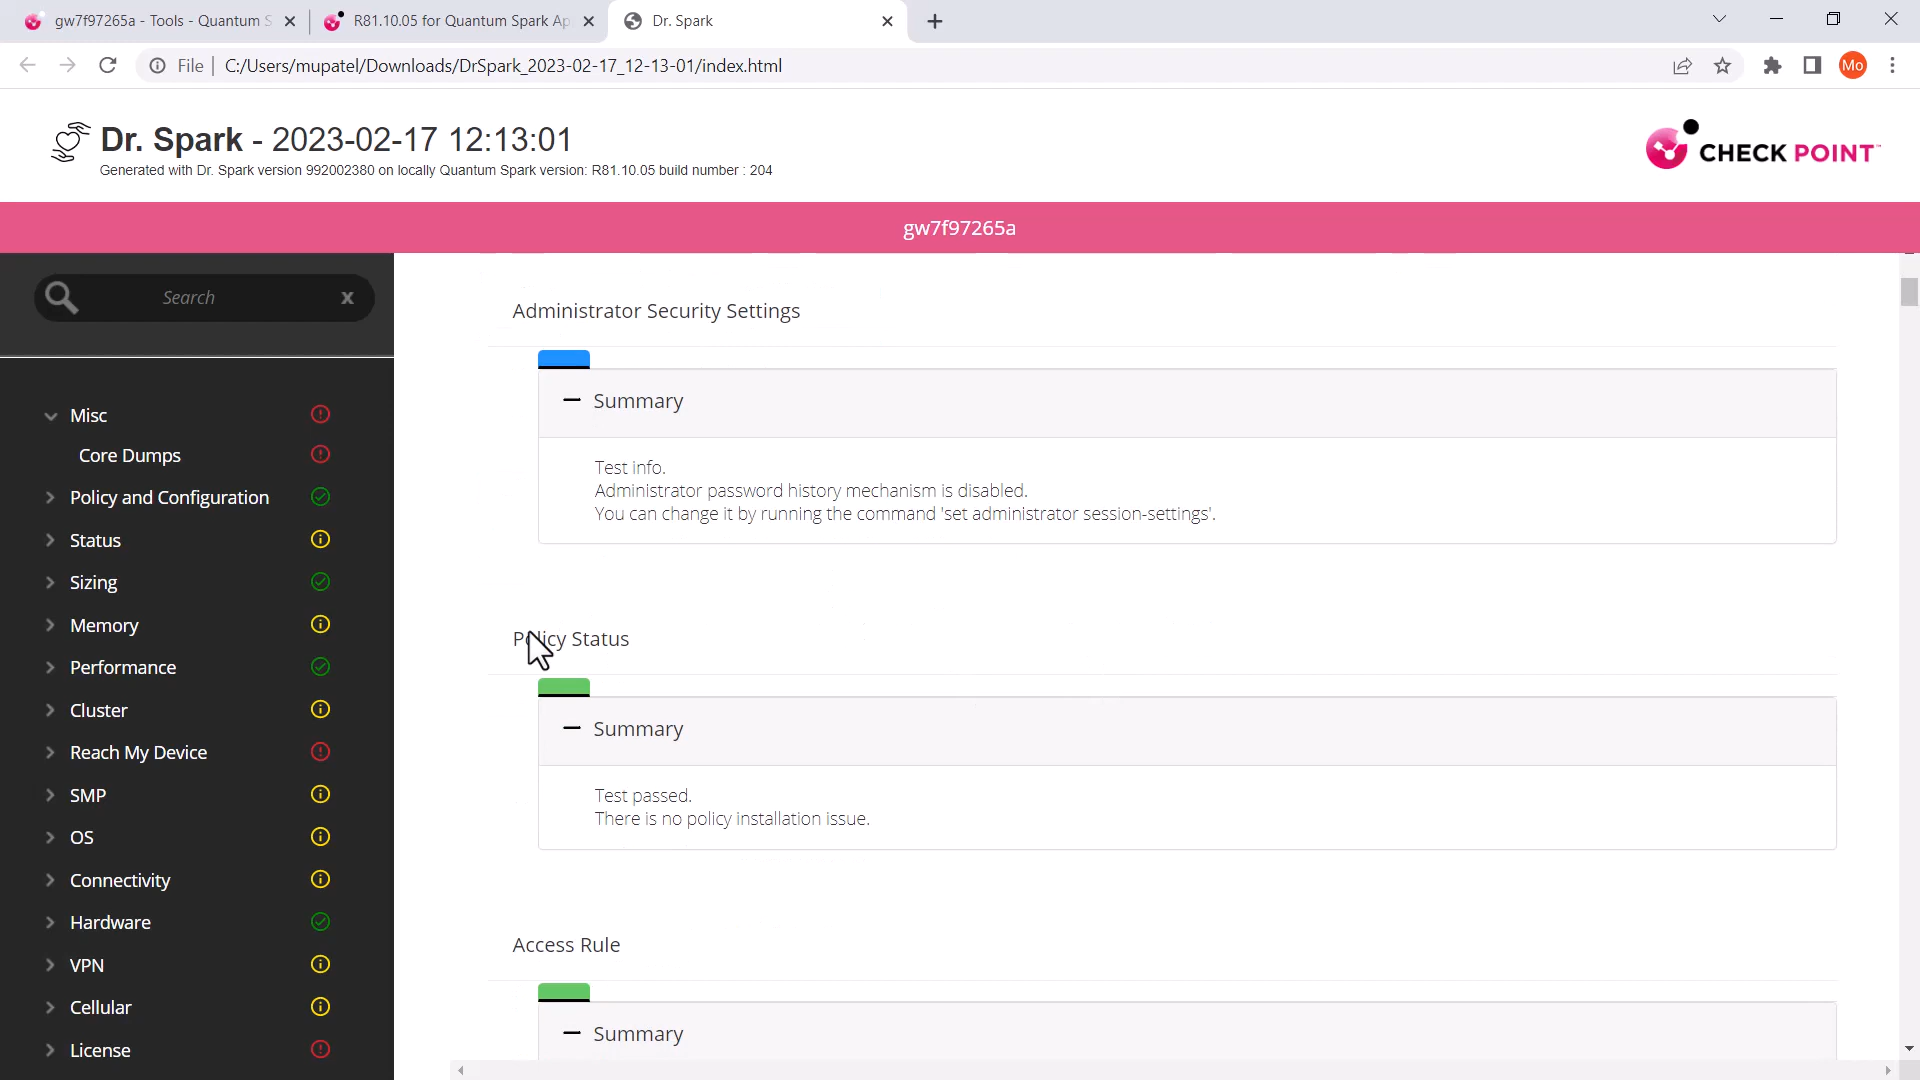 gw7f97265a - Tools - Quantum S
R81.10.05 for Quantum Spark Ap
Dr. Spark
File
C:/Users/mupatel/Downloads/DrSpark_2023-02-17_12-13-01/index.html
Mo
Dr. Spark - 2023-02-17 12:13:01
Generated with Dr. Spark version 992002380 on locally Quantum Spark version: R81.10.05 build number : 204
CHECK POINT™
gw7f97265a
Search
x
Misc
Core Dumps
Policy and Configuration
Status
Sizing
Memory
Performance
Cluster
Reach My Device
SMP
OS
Connectivity
Hardware
VPN
Cellular
License
Administrator Security Settings
Summary
Test info.
Administrator password history mechanism is disabled.
You can change it by running the command 'set administrator session-settings'.
Policy Status
Summary
Test passed.
There is no policy installation issue.
Access Rule
Summary